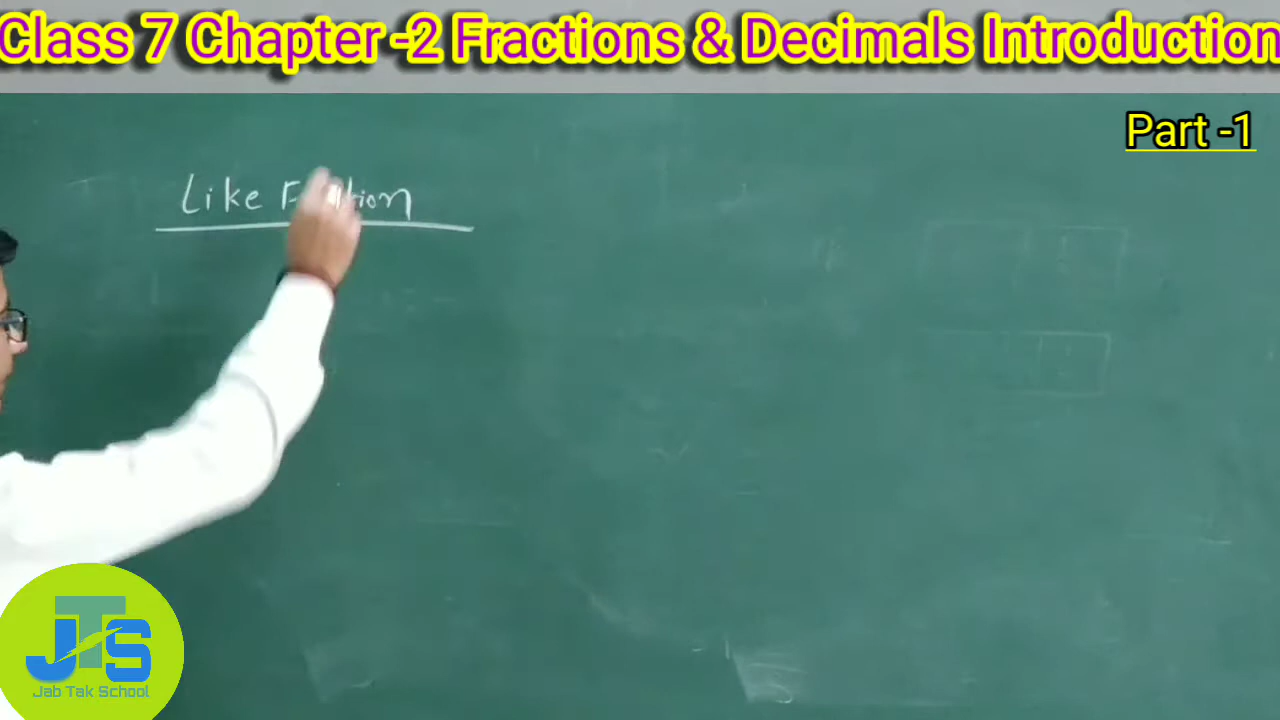 Class 7 Chapter -2 Fractions & Decimals Introduction
Part -1
Like
JTS
Jab Tak School